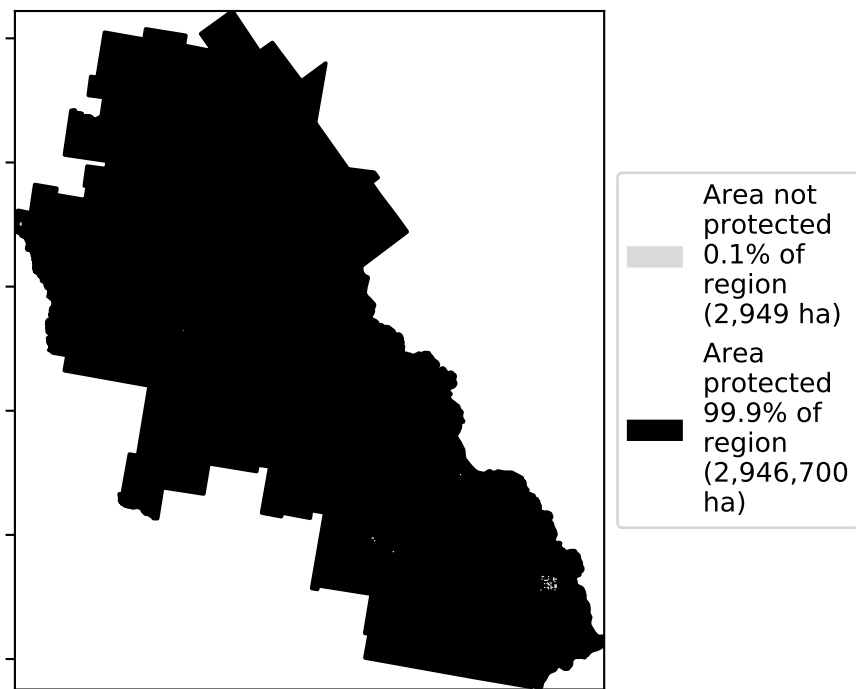 Area not
protected
0.1% of
region
(2,949 ha)
Area
protected
99.9% of
region
(2,946,700
ha)